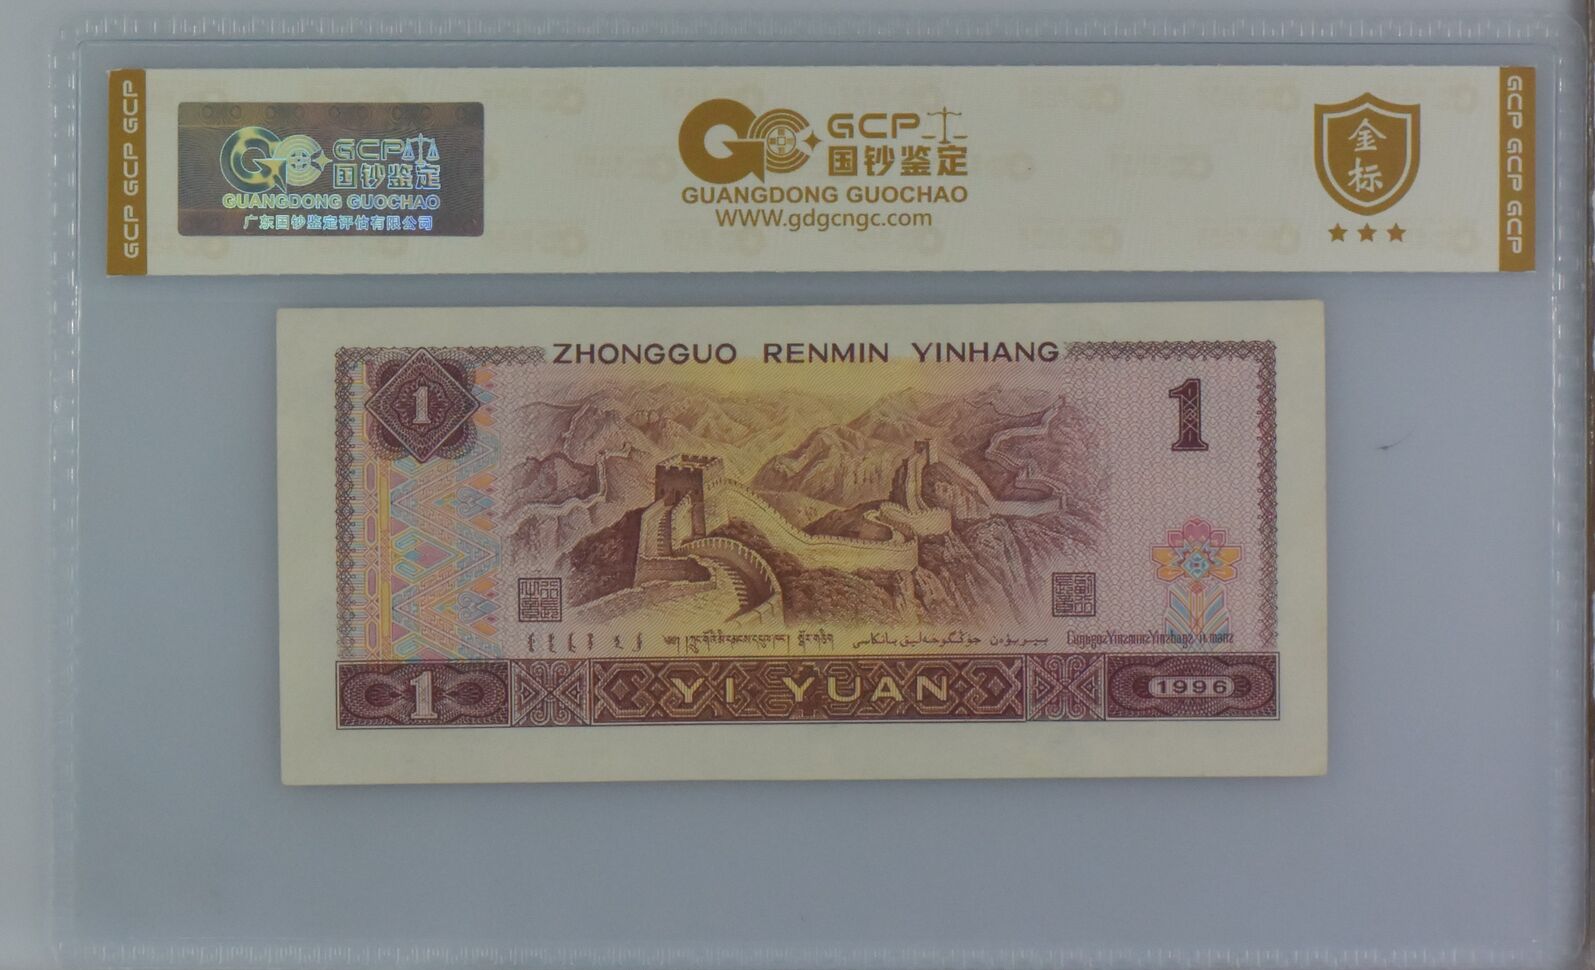 GCP GCP GCP
GCP
国钞鉴定
GUANGDONG GUOCHAO
广东国钞鉴定评估有限公司
GCP
国钞鉴定
GUANGDONG GUOCHAO
WWW.gdgcngc.com
金
标
GCP GCP GCP
ZHONGGUO RENMIN YINHANG
1
1
1
YI YUAN
1996